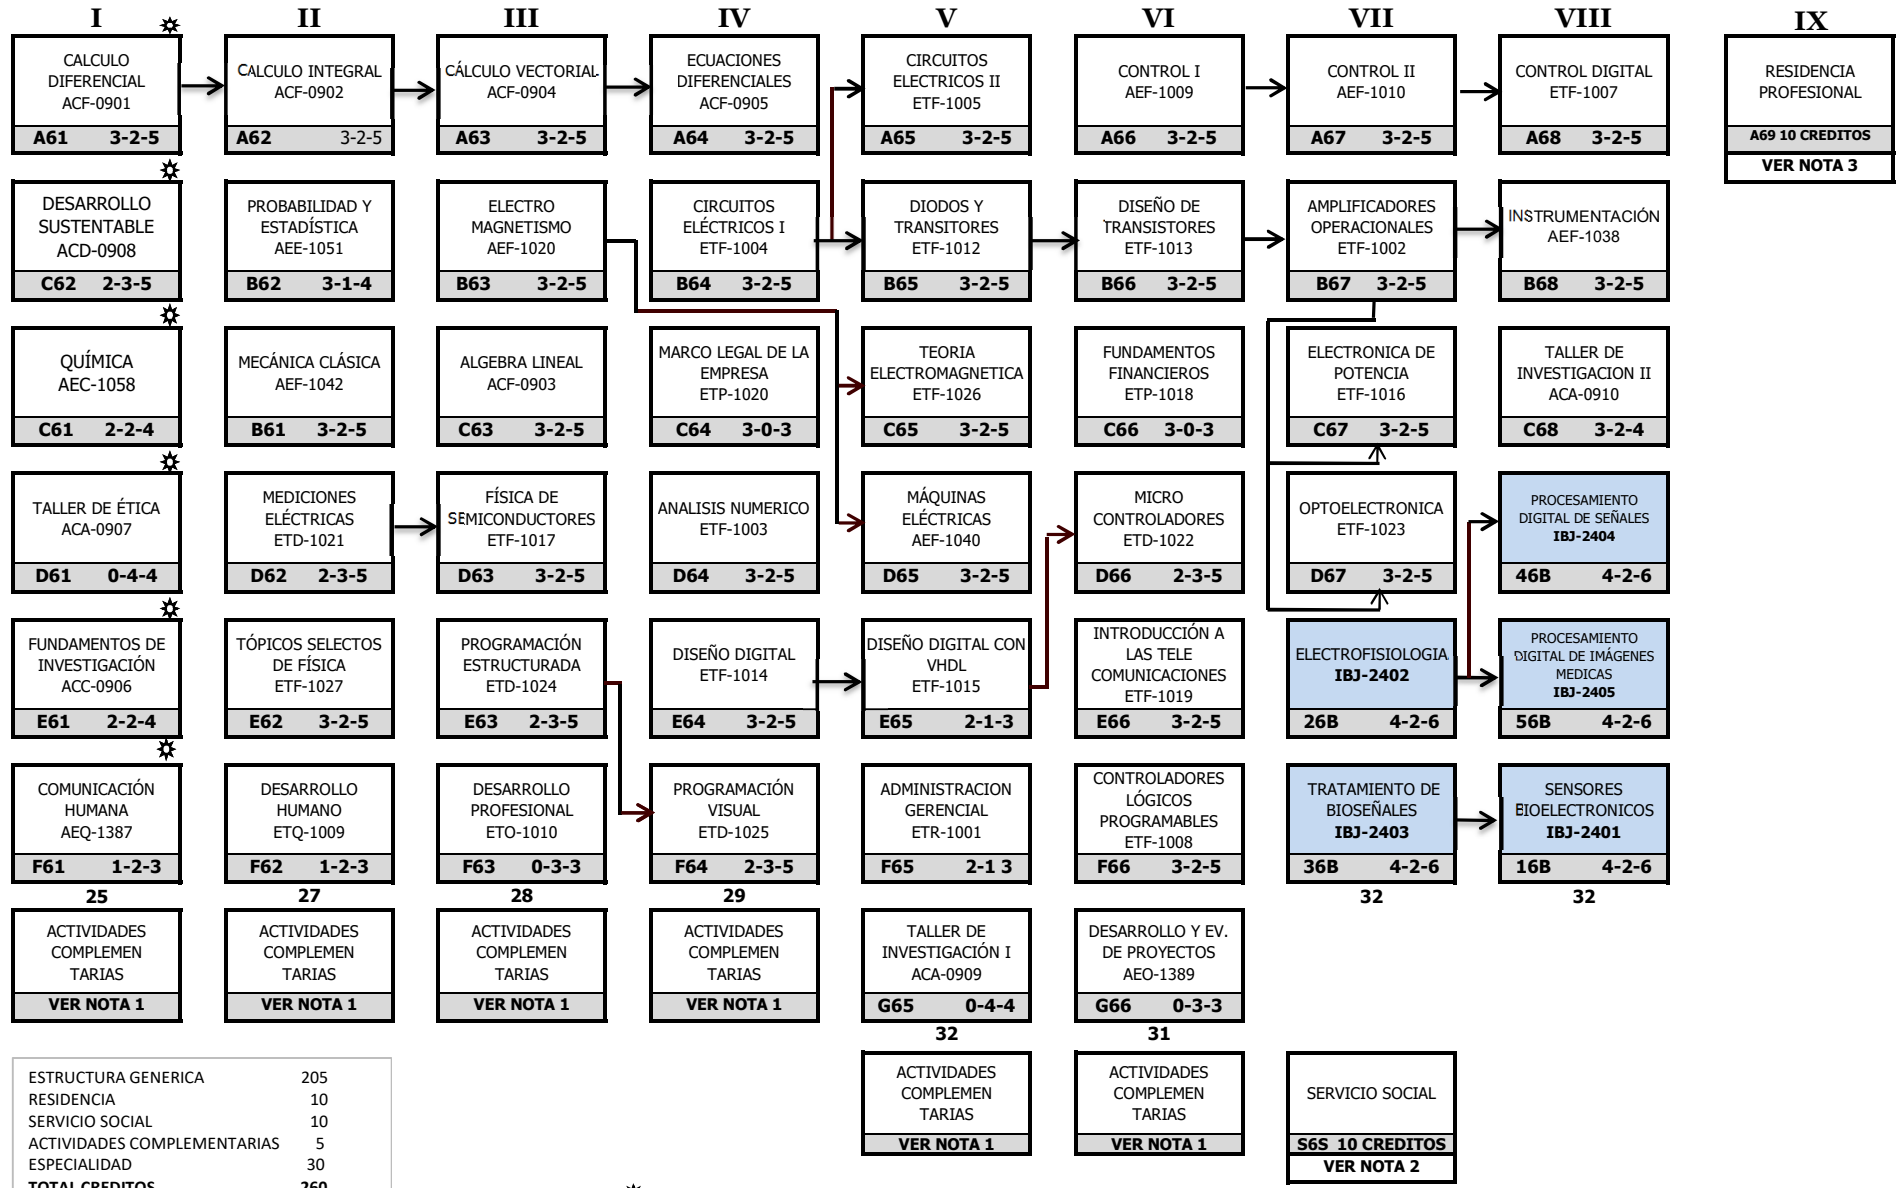 I
II
III
IV
V
VI
VII
VIII
IX
CALCULO
DIFERENCIAL
ACF-0901
A61 3-2-5
CALCULO INTEGRAL
ACF-0902
A62 3-2-5
CÁLCULO VECTORIAL
ACF-0904
A63 3-2-5
ECUACIONES
DIFERENCIALES
ACF-0905
A64 3-2-5
CIRCUITOS
ELECTRICOS II
ETF-1005
A65 3-2-5
CONTROL I
AEF-1009
A66 3-2-5
CONTROL II
AEF-1010
A67 3-2-5
CONTROL DIGITAL
ETF-1007
A68 3-2-5
RESIDENCIA
PROFESIONAL
A69 10 CREDITOS
VER NOTA 3
DESARROLLO
SUSTENTABLE
ACD-0908
C62 2-3-5
PROBABILIDAD Y
ESTADÍSTICA
AEE-1051
B62 3-1-4
ELECTRO
MAGNETISMO
AEF-1020
B63 3-2-5
CIRCUITOS
ELÉCTRICOS I
ETF-1004
B64 3-2-5
DIODOS Y
TRANSITORES
ETF-1012
B65 3-2-5
DISEÑO DE
TRANSISTORES
ETF-1013
B66 3-2-5
AMPLIFICADORES
OPERACIONALES
ETF-1002
B67 3-2-5
INSTRUMENTACIÓN
AEF-1038
B68 3-2-5
QUÍMICA
AEC-1058
C61 2-2-4
MECÁNICA CLÁSICA
AEF-1042
B61 3-2-5
ALGEBRA LINEAL
ACF-0903
C63 3-2-5
MARCO LEGAL DE LA
EMPRESA
ETP-1020
C64 3-0-3
TEORIA
ELECTROMAGNETICA
ETF-1026
C65 3-2-5
FUNDAMENTOS
FINANCIEROS
ETP-1018
C66 3-0-3
ELECTRONICA DE
POTENCIA
ETF-1016
C67 3-2-5
TALLER DE
INVESTIGACION II
ACA-0910
C68 3-2-4
TALLER DE ÉTICA
ACA-0907
D61 0-4-4
MEDICIONES
ELÉCTRICAS
ETD-1021
D62 2-3-5
FÍSICA DE
SEMICONDUCTORES
ETF-1017
D63 3-2-5
ANALISIS NUMERICO
ETF-1003
D64 3-2-5
MÁQUINAS
ELÉCTRICAS
AEF-1040
D65 3-2-5
MICRO
CONTROLADORES
ETD-1022
D66 2-3-5
OPTOELECTRONICA
ETF-1023
D67 3-2-5
PROCESAMIENTO
DIGITAL DE SEÑALES
IBJ-2404
46B 4-2-6
FUNDAMENTOS DE
INVESTIGACIÓN
ACC-0906
E61 2-2-4
TÓPICOS SELECTOS
DE FÍSICA
ETF-1027
E62 3-2-5
PROGRAMACIÓN
ESTRUCTURADA
ETD-1024
E63 2-3-5
DISEÑO DIGITAL
ETF-1014
E64 3-2-5
DISEÑO DIGITAL CON
VHDL
ETF-1015
E65 2-1-3
INTRODUCCIÓN A
LAS TELE
COMUNICACIONES
ETF-1019
E66 3-2-5
ELECTROFISIOLOGIA
IBJ-2402
26B 4-2-6
PROCESAMIENTO
DIGITAL DE IMÁGENES
MEDICAS
IBJ-2405
56B 4-2-6
COMUNICACIÓN
HUMANA
AEQ-1387
F61 1-2-3
25
DESARROLLO
HUMANO
ETQ-1009
F62 1-2-3
27
DESARROLLO
PROFESIONAL
ETO-1010
F63 0-3-3
28
PROGRAMACIÓN
VISUAL
ETD-1025
F64 2-3-5
29
ADMINISTRACION
GERENCIAL
ETR-1001
F65 2-1 3
CONTROLADORES
LÓGICOS
PROGRAMABLES
ETF-1008
F66 3-2-5
TRATAMIENTO DE
BIOSEÑALES
IBJ-2403
36B 4-2-6
32
SENSORES
BIOELECTRONICOS
IBJ-2401
16B 4-2-6
32
ACTIVIDADES
COMPLEMEN
TARIAS
VER NOTA 1
ACTIVIDADES
COMPLEMEN
TARIAS
VER NOTA 1
ACTIVIDADES
COMPLEMEN
TARIAS
VER NOTA 1
ACTIVIDADES
COMPLEMEN
TARIAS
VER NOTA 1
TALLER DE
INVESTIGACIÓN I
ACA-0909
G65 0-4-4
32
DESARROLLO Y EV.
DE PROYECTOS
AEO-1389
G66 0-3-3
31
ESTRUCTURA GENERICA 205
RESIDENCIA 10
SERVICIO SOCIAL 10
ACTIVIDADES COMPLEMENTARIAS 5
ESPECIALIDAD 30
TOTAL CREDITOS 260
ACTIVIDADES
COMPLEMEN
TARIAS
VER NOTA 1
ACTIVIDADES
COMPLEMEN
TARIAS
VER NOTA 1
SERVICIO SOCIAL
S6S 10 CREDITOS
VER NOTA 2